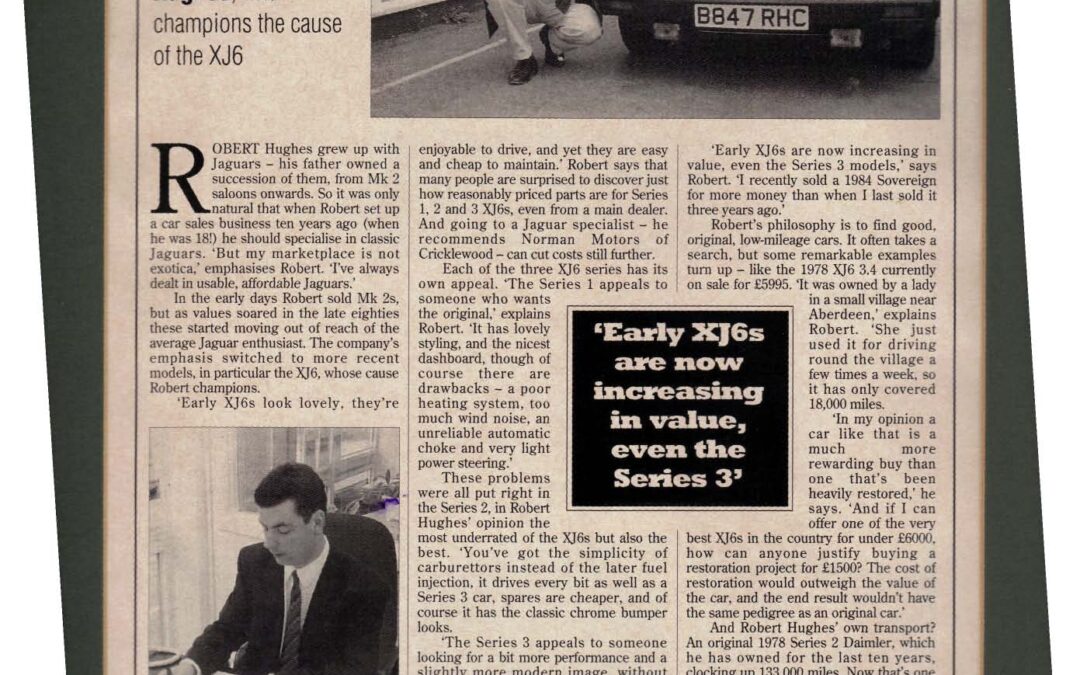 champions the cause
of the XJ6
B847 RHC
ROBERT Hughes grew up with
Jaguars – his father owned a
succession of them, from Mk 2
saloons onwards. So it was only
natural that when Robert set up
a car sales business ten years ago (when
he was 18!) he should specialise in classic
Jaguars. 'But my marketplace is not
exotica,' emphasises Robert. 'I've always
dealt in usable, affordable Jaguars.'
In the early days Robert sold Mk 2s,
but as values soared in the late eighties
these started moving out of reach of the
average Jaguar enthusiast. The company's
emphasis switched to more recent
models, in particular the XJ6, whose cause
Robert champions.
'Early XJ6s look lovely, they're
enjoyable to drive, and yet they are easy
and cheap to maintain.' Robert says that
many people are surprised to discover just
how reasonably priced parts are for Series
1, 2 and 3 XJ6s, even from a main dealer.
And going to a Jaguar specialist – he
recommends Norman Motors of
Cricklewood – can cut costs still further.
Each of the three XJ6 series has its
own appeal. 'The Series 1 appeals to
someone who wants
the original,' explains
Robert. 'It has lovely
styling, and the nicest
dashboard, though of
course there are
drawbacks – a poor
heating system, too
much wind noise, an
unreliable automatic
choke and very light
power steering.'
These problems
were all put right in
the Series 2, in Robert
Hughes' opinion the
most underrated of the XJ6s but also the
best. 'You've got the simplicity of
carburettors instead of the later fuel
injection, it drives every bit as well as a
Series 3 car, spares are cheaper, and of
course it has the classic chrome bumper
looks.
'The Series 3 appeals to someone
looking for a bit more performance and a
slightly more modern image, without
'Early XJ6s
are now
increasing
in value,
even the
Series 3'
'Early XJ6s are now increasing in
value, even the Series 3 models,' says
Robert. 'I recently sold a 1984 Sovereign
for more money than when I last sold it
three years ago.'
Robert's philosophy is to find good,
original, low-mileage cars. It often takes a
search, but some remarkable examples
turn up – like the 1978 XJ6 3.4 currently
on sale for £5995. 'It was owned by a lady
in a small village near
Aberdeen,' explains
Robert. 'She just
used it for driving
round the village a
few times a week, so
it has only covered
18,000 miles.
'In my opinion a
car like that is a
much more
rewarding buy than
one that's been
heavily restored,' he
says. 'And if I can
offer one of the very
best XJ6s in the country for under £6000,
how can anyone justify buying a
restoration project for £1500? The cost of
restoration would outweigh the value of
the car, and the end result wouldn't have
the same pedigree as an original car.'
And Robert Hughes' own transport?
An original 1978 Series 2 Daimler, which
he has owned for the last ten years,
clocking up 133,000 miles. Now that's one